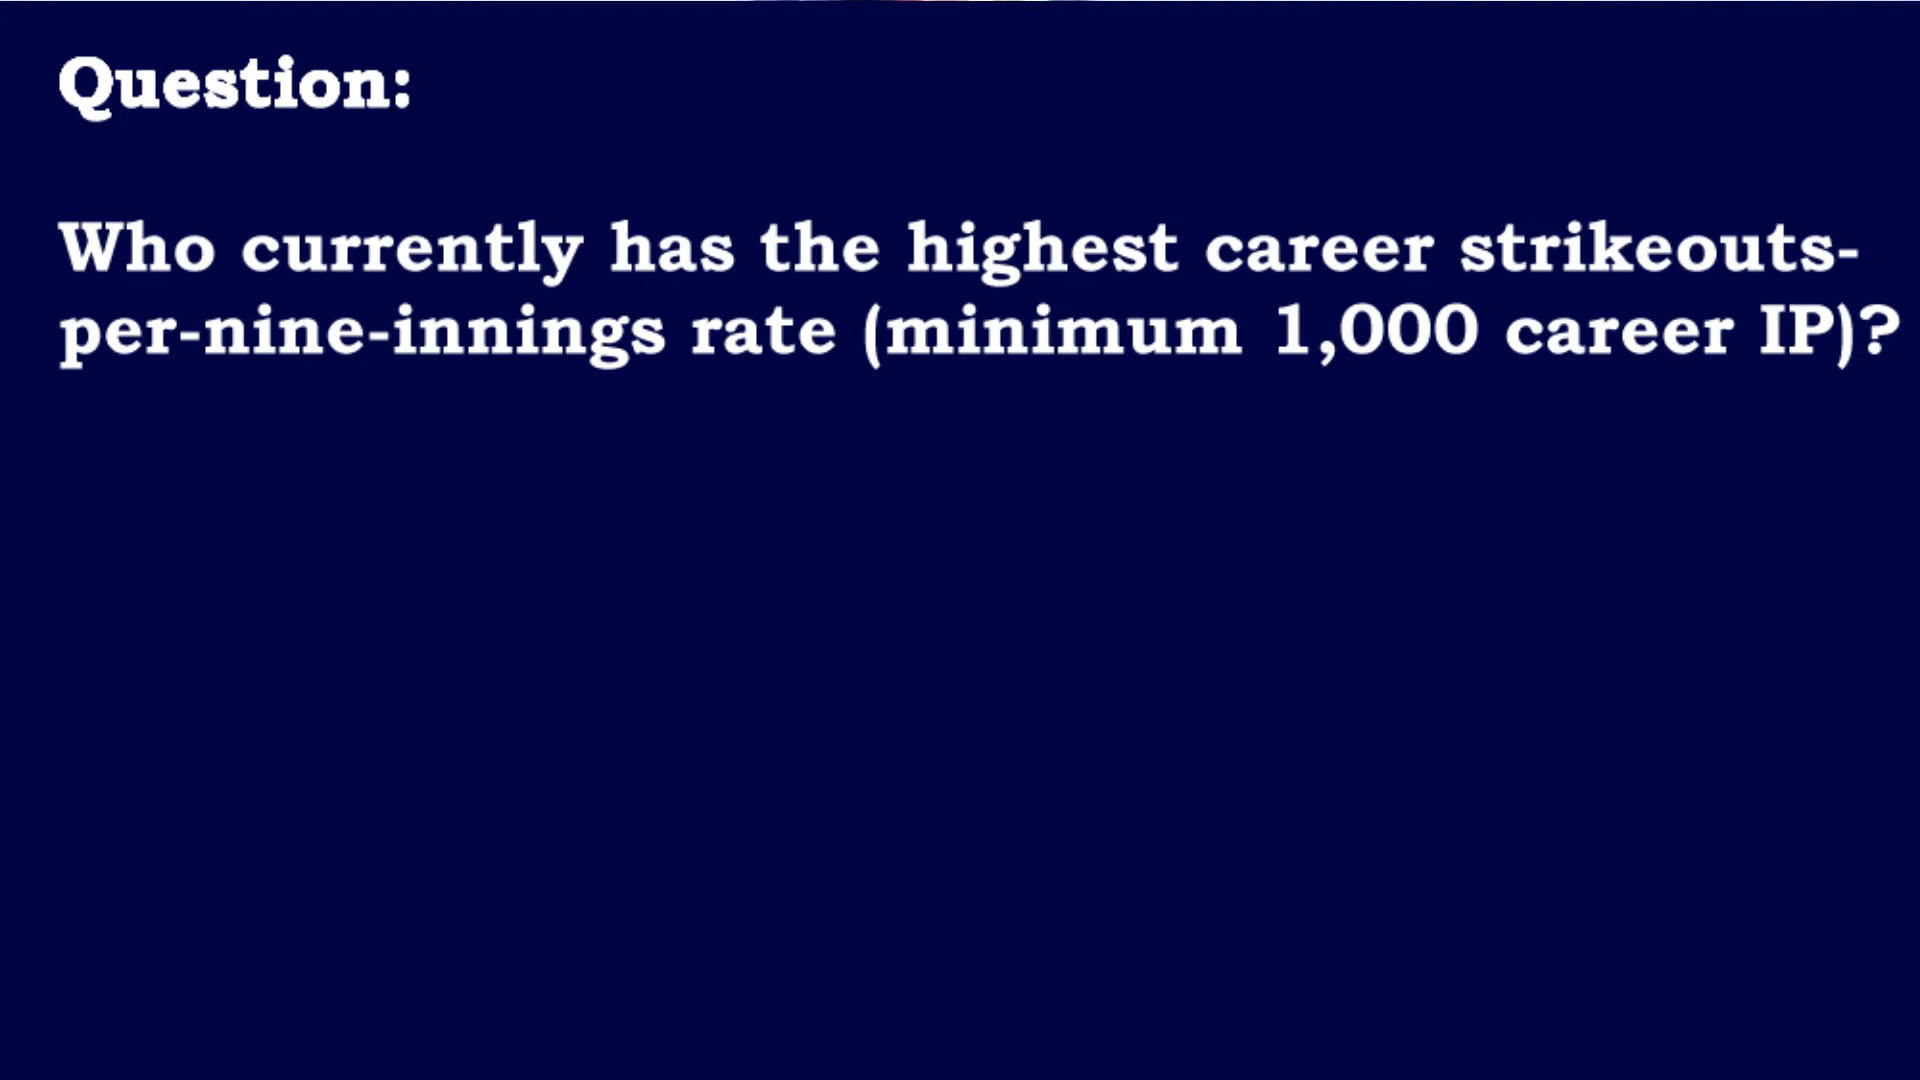 Question:
Who currently has the highest career strikeouts-
per-nine-innings rate (minimum 1,000 career IP)?